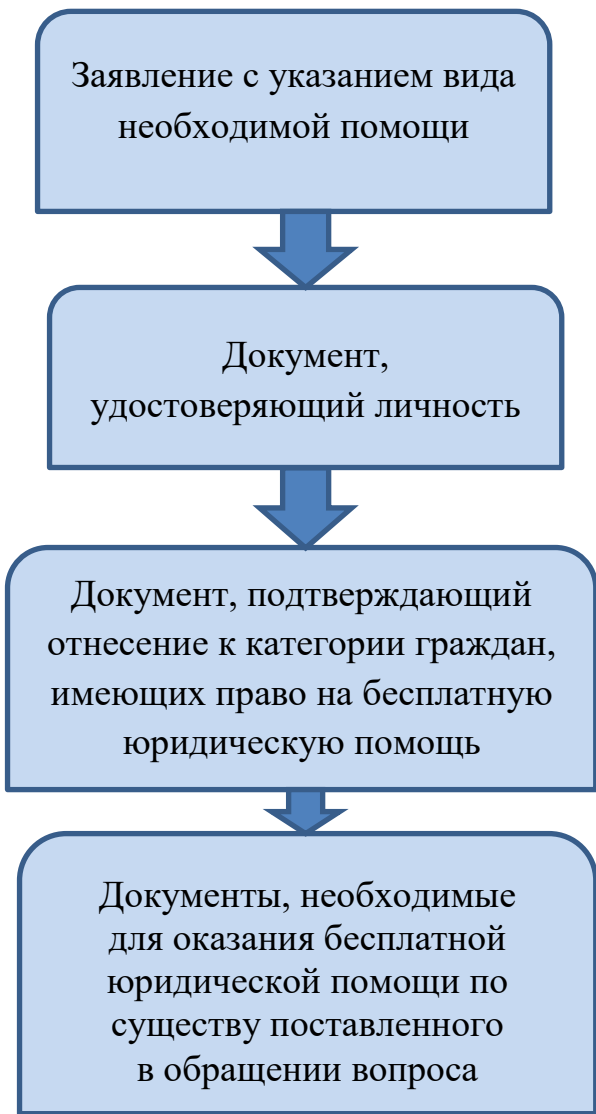 Заявление с указанием вида
необходимой помощи
Документ,
удостоверяющий личность
Документ, подтверждающий
отнесение к категории граждан,
имеющих право на бесплатную
юридическую помощь
Документы, необходимые
для оказания бесплатной
юридической помощи по
существу поставленного
в обращении вопроса